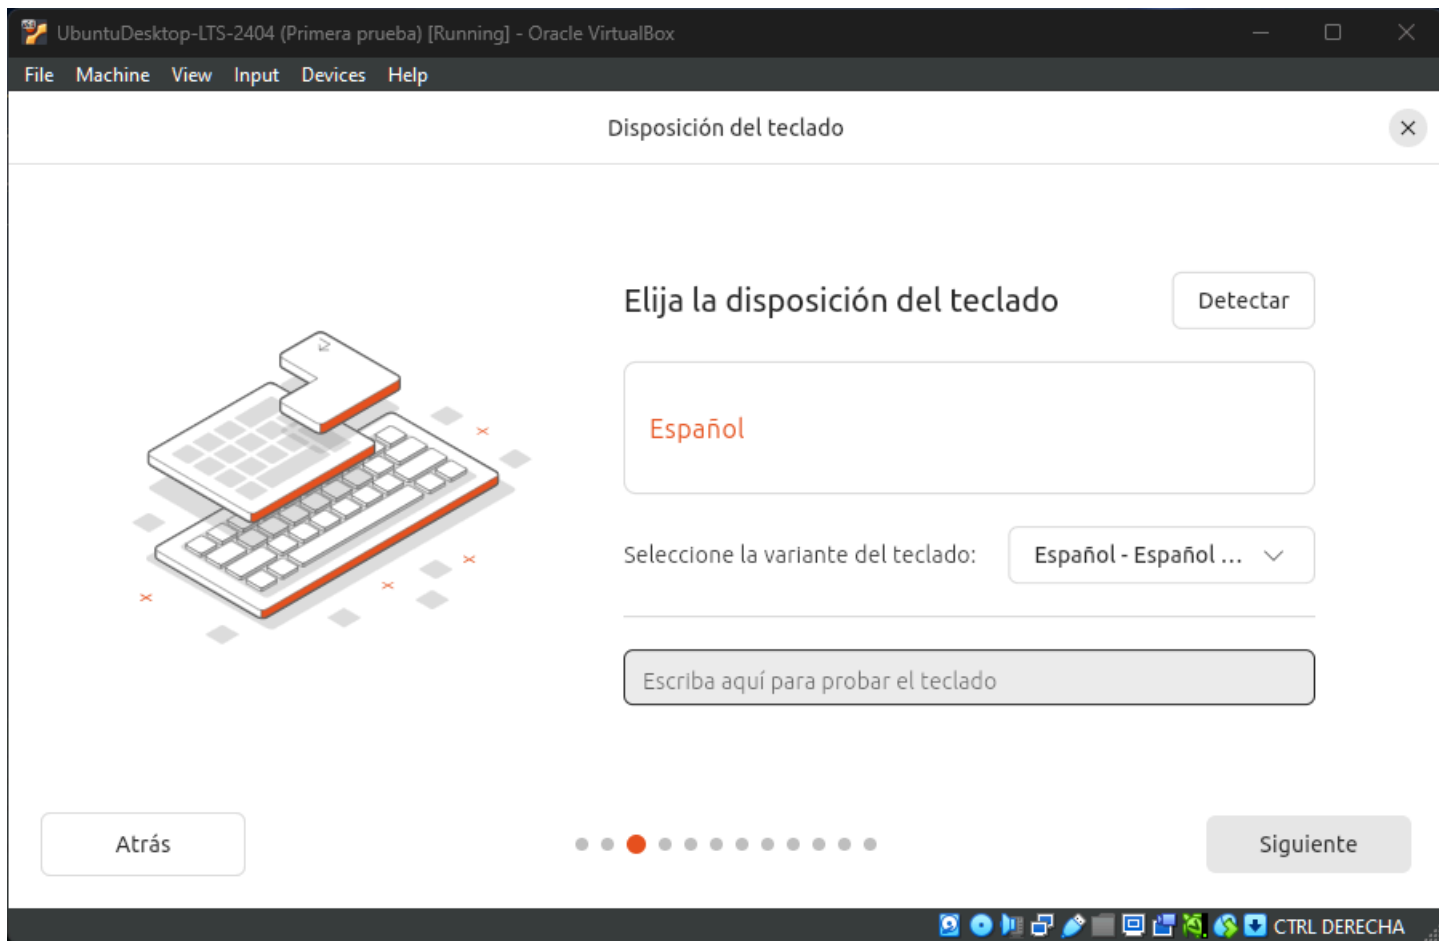 UbuntuDesktop-LTS-2404 (Primera prueba) [Running] - Oracle VirtualBox
File Machine View Input Devices Help
Disposición del teclado
Elija la disposición del teclado
Detectar
Español
Seleccione la variante del teclado:
Español - Español ...
Escriba aquí para probar el teclado
Atrás
Siguiente
CTRL DERECHA